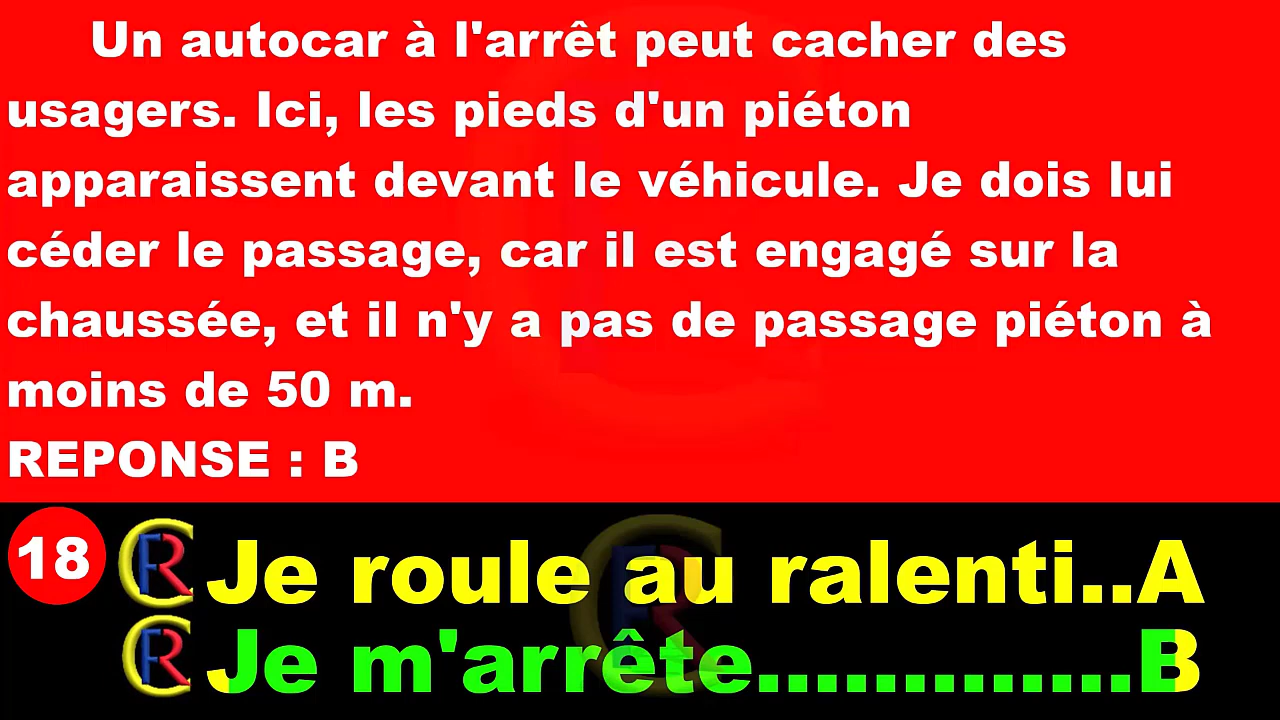 Un autocar à l'arrêt peut cacher des
usagers. Ici, les pieds d'un piéton
apparaissent devant le véhicule. Je dois lui
céder le passage, car il est engagé sur la
chaussée, et il n'y a pas de passage piéton à
moins de 50 m.
REPONSE : B
18 CFR Je roule au ralenti..A
CFR Je m'arrête.............B